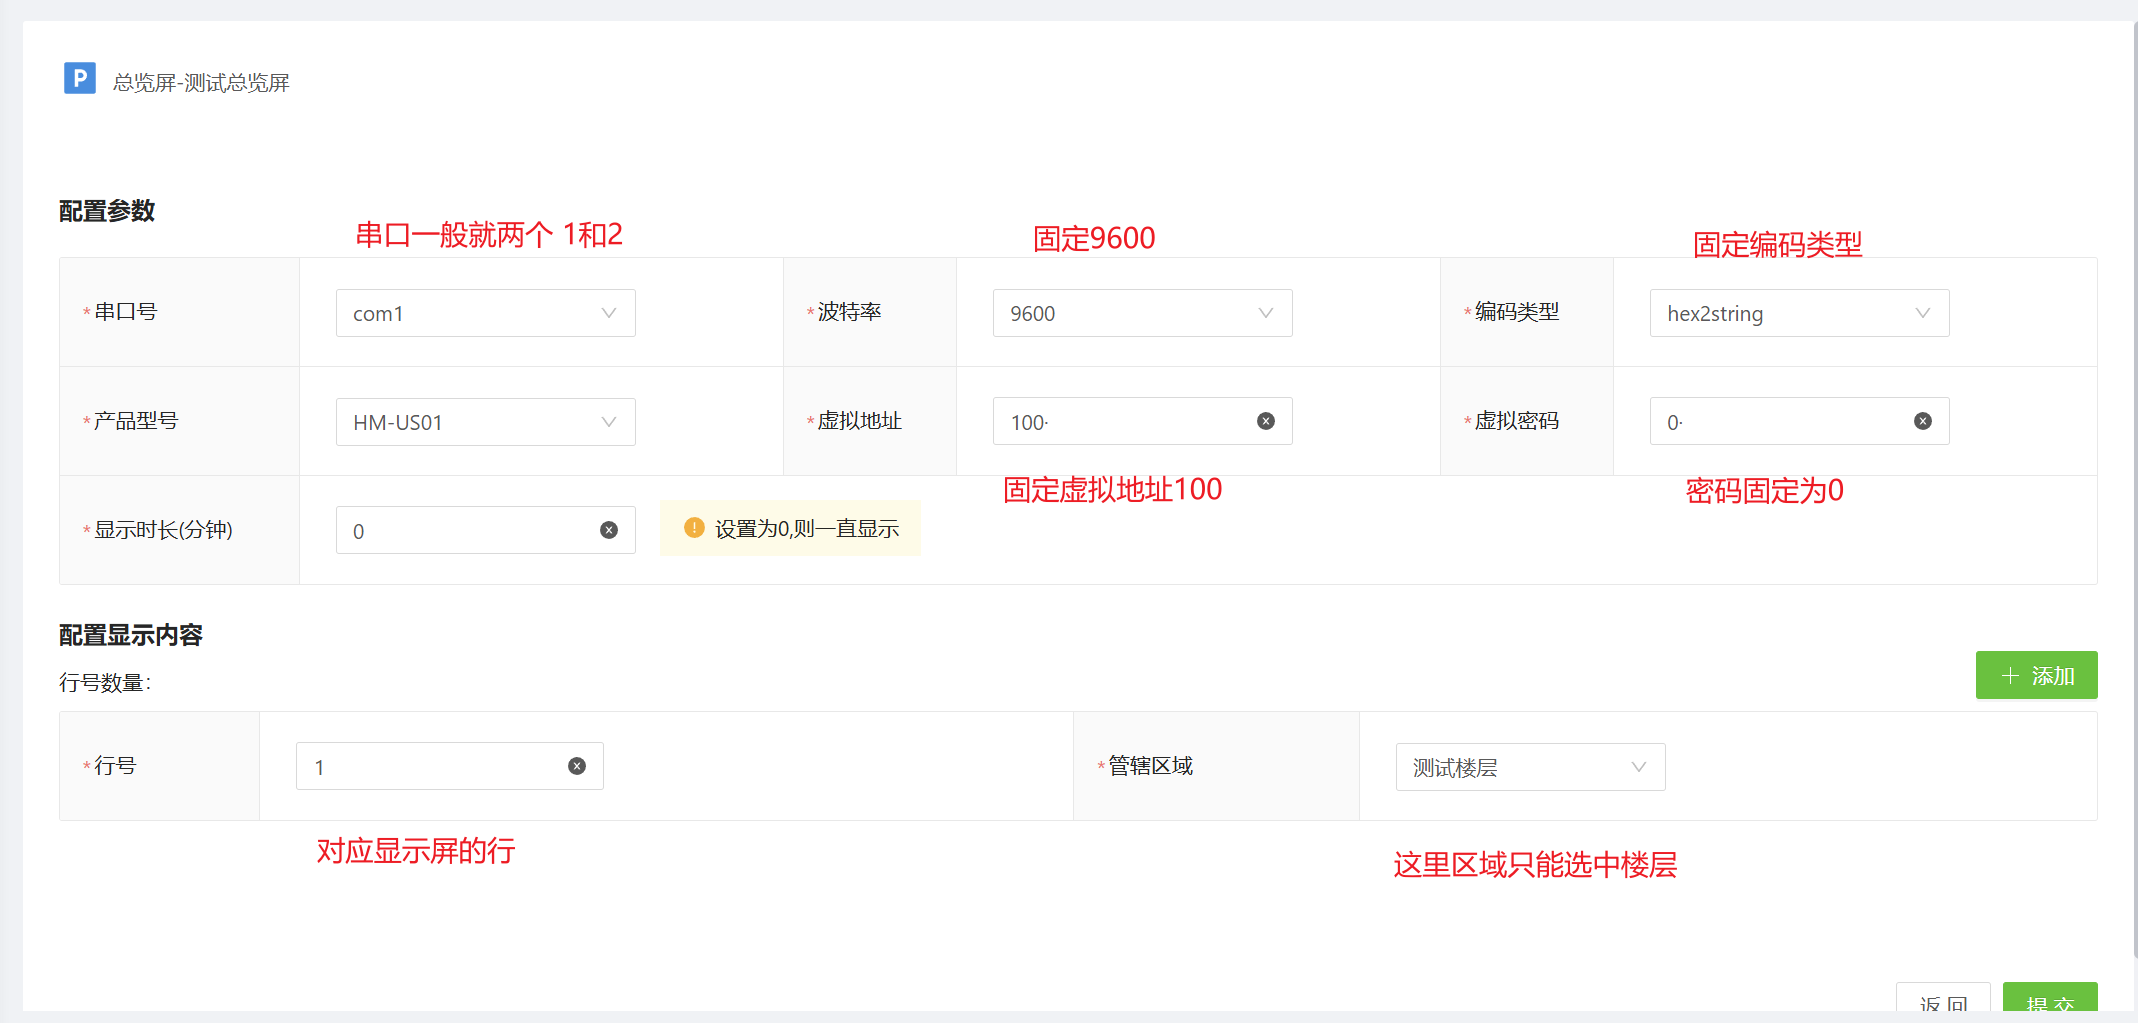 P 总览屏-测试总览屏
配置参数
串口一般就两个 1和2
固定9600
固定编码类型
*串口号 com1 *波特率 9600 *编码类型 hex2string
*产品型号 HM-US01 *虚拟地址 100· *虚拟密码 0·
固定虚拟地址100
密码固定为0
*显示时长(分钟) 0 设置为0,则一直显示
配置显示内容
行号数量:
+ 添加
*行号 1 *管辖区域 测试楼层
对应显示屏的行
这里区域只能选中楼层
返 回 提 交